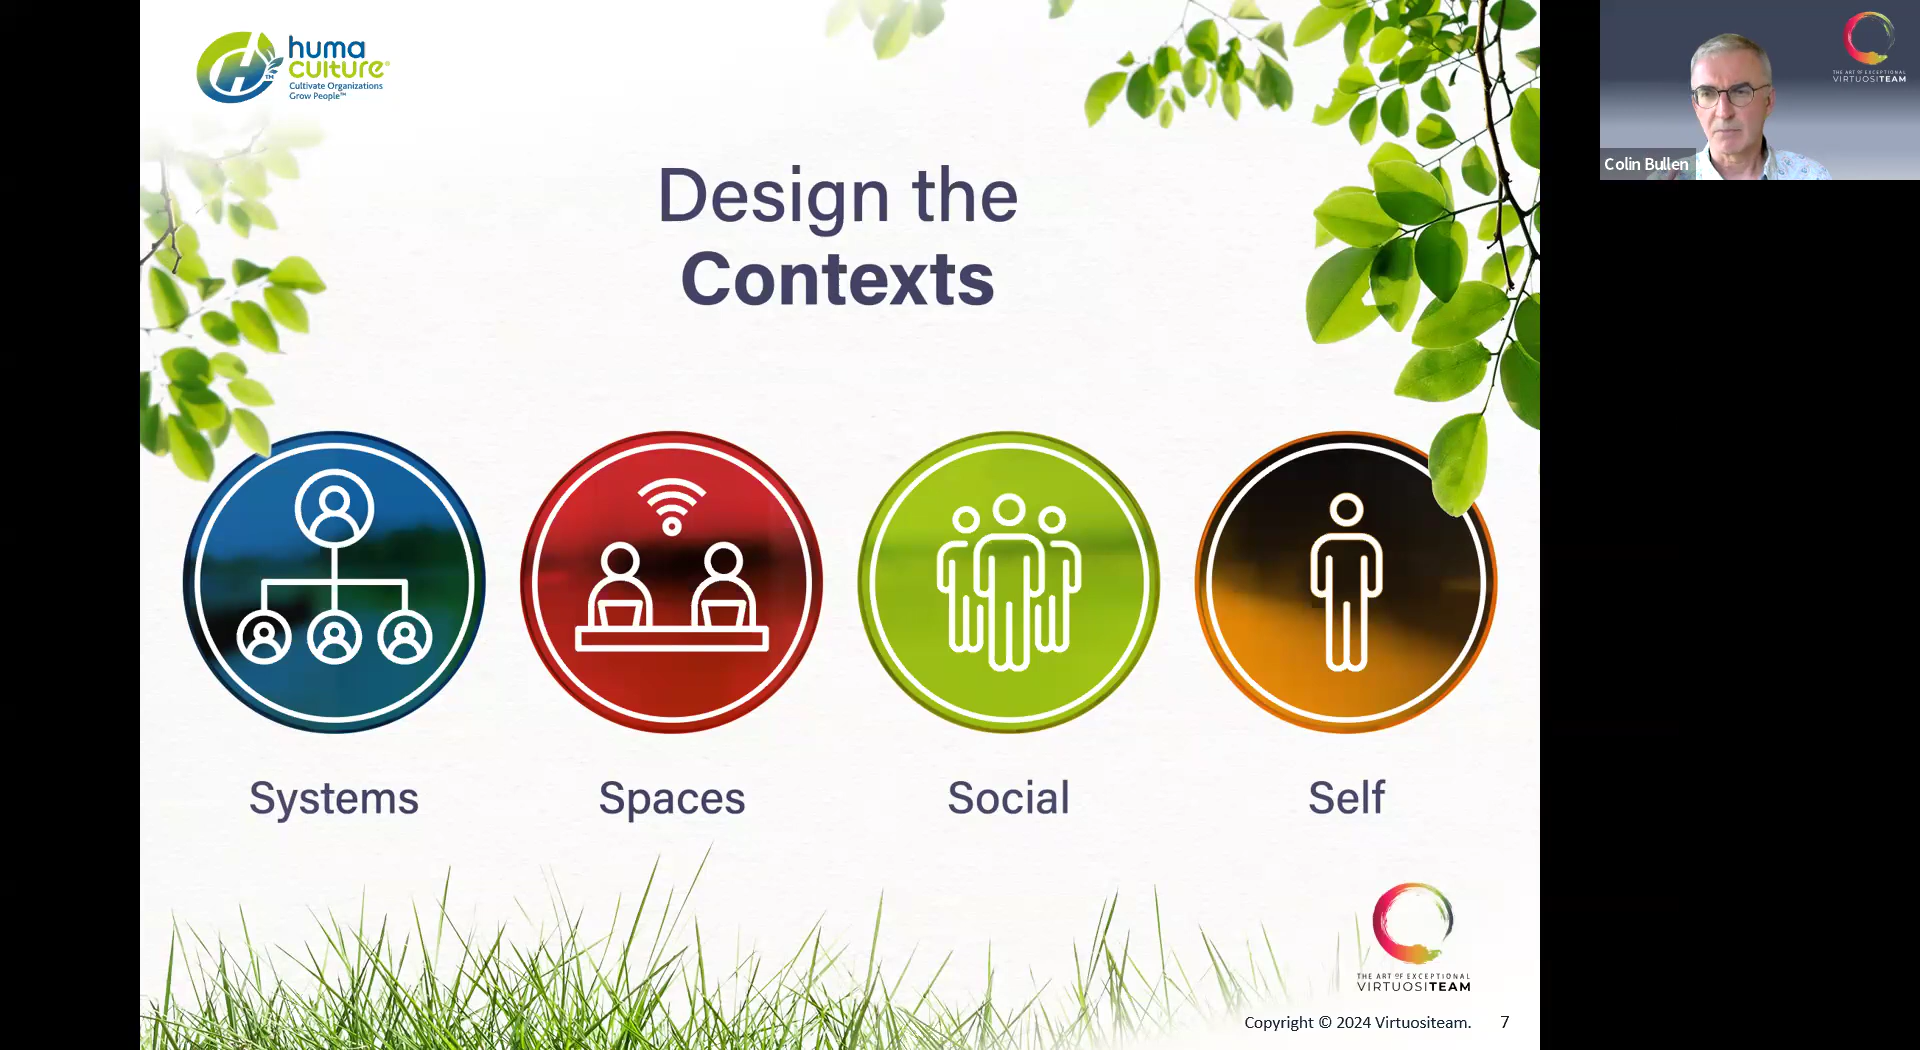 huma
culture®
Cultivate Organizations
Grow People™
Design the
Contexts
Systems
Spaces
Social
Self
THE ART OF EXCEPTIONAL
VIRTUOSITEAM
Copyright © 2024 Virtuositeam. 7
THE ART OF EXCEPTIONAL
VIRTUOSITEAM
Colin Bullen